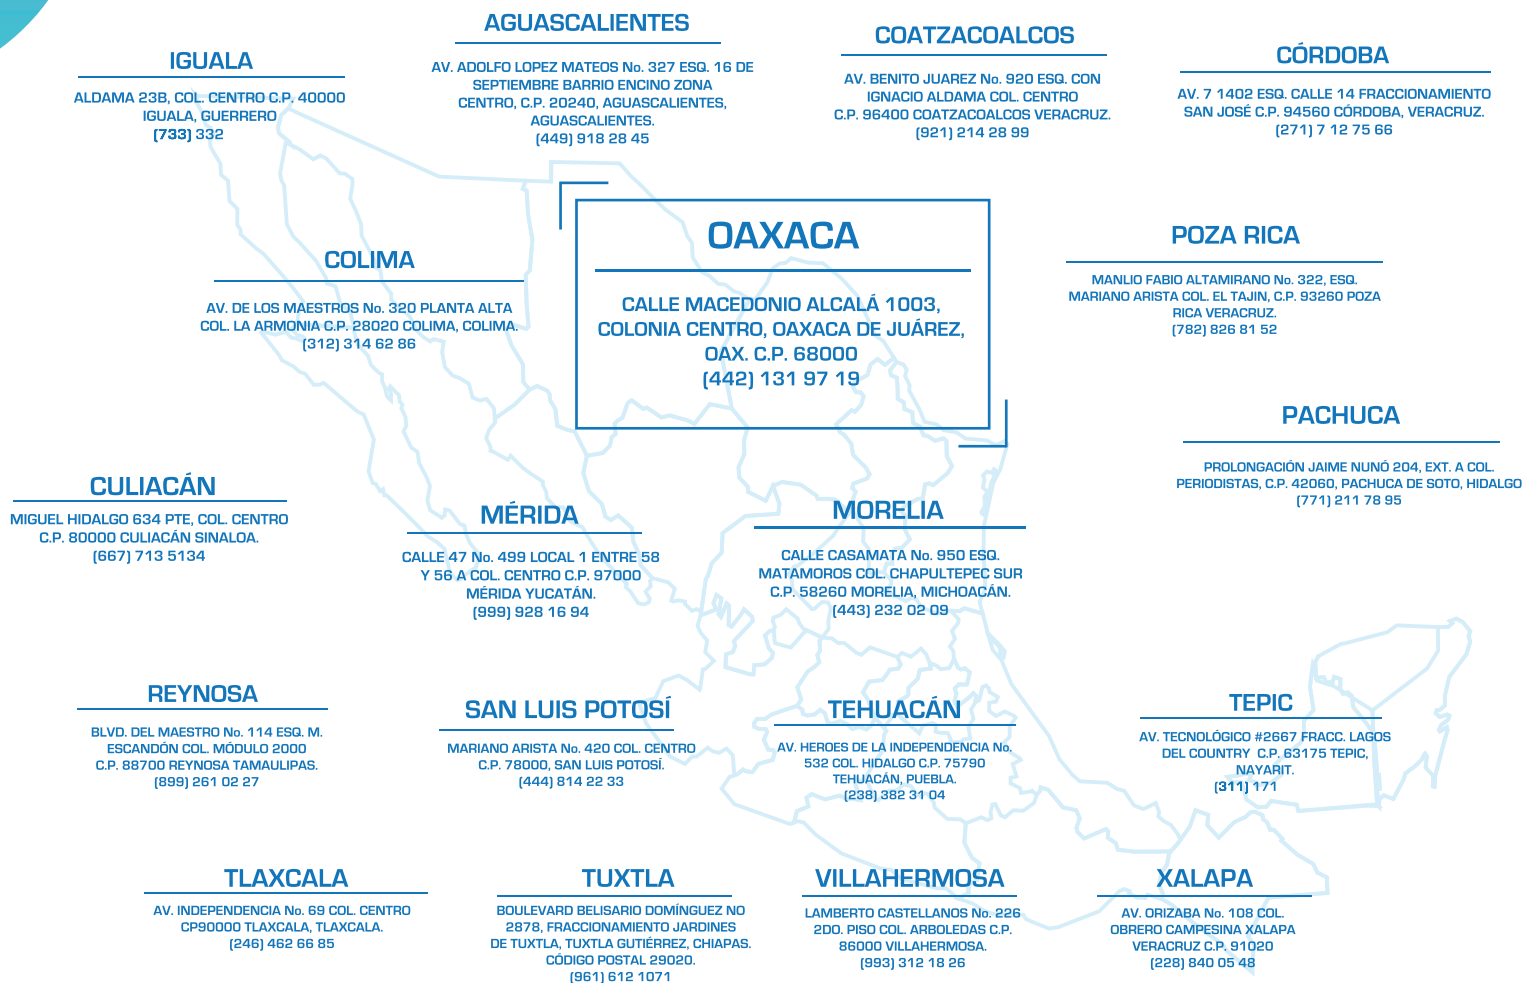 IGUALA
ALDAMA 23B, COL. CENTRO C.P. 40000
IGUALA, GUERRERO
(733) 332
AGUASCALIENTES
AV. ADOLFO LOPEZ MATEOS No. 327 ESQ. 16 DE
SEPTIEMBRE BARRIO ENCINO ZONA
CENTRO, C.P. 20240, AGUASCALIENTES,
AGUASCALIENTES.
(449) 918 28 45
COATZACOALCOS
AV. BENITO JUAREZ No. 920 ESQ. CON
IGNACIO ALDAMA COL. CENTRO
C.P. 96400 COATZACOALCOS VERACRUZ.
(921) 214 28 99
CÓRDOBA
AV. 7 1402 ESQ. CALLE 14 FRACCIONAMIENTO
SAN JOSÉ C.P. 94560 CÓRDOBA, VERACRUZ.
(271) 7 12 75 66
COLIMA
AV. DE LOS MAESTROS No. 320 PLANTA ALTA
COL. LA ARMONIA C.P. 28020 COLIMA, COLIMA.
(312) 314 62 86
OAXACA
CALLE MACEDONIO ALCALÁ 1003,
COLONIA CENTRO, OAXACA DE JUÁREZ,
OAX. C.P. 68000
(442) 131 97 19
POZA RICA
MANLIO FABIO ALTAMIRANO No. 322, ESQ.
MARIANO ARISTA COL. EL TAJIN, C.P. 93260 POZA
RICA VERACRUZ.
(782) 826 81 52
PACHUCA
PROLONGACIÓN JAIME NUNÓ 204, EXT. A COL.
PERIODISTAS, C.P. 42060, PACHUCA DE SOTO, HIDALGO
(771) 211 78 95
CULIACÁN
MIGUEL HIDALGO 634 PTE, COL. CENTRO
C.P. 80000 CULIACÁN SINALOA.
(667) 713 5134
MÉRIDA
CALLE 47 No. 499 LOCAL 1 ENTRE 58
Y 56 A COL. CENTRO C.P. 97000
MÉRIDA YUCATÁN.
(999) 928 16 94
MORELIA
CALLE CASAMATA No. 950 ESQ.
MATAMOROS COL. CHAPULTEPEC SUR
C.P. 58260 MORELIA, MICHOACÁN.
(443) 232 02 09
REYNOSA
BLVD. DEL MAESTRO No. 114 ESQ. M.
ESCANDÓN COL. MÓDULO 2000
C.P. 88700 REYNOSA TAMAULIPAS.
(899) 261 02 27
SAN LUIS POTOSÍ
MARIANO ARISTA No. 420 COL. CENTRO
C.P. 78000, SAN LUIS POTOSÍ.
(444) 814 22 33
TEHUACÁN
AV. HEROES DE LA INDEPENDENCIA No.
532 COL. HIDALGO C.P. 75790
TEHUACÁN, PUEBLA.
(238) 382 31 04
TEPIC
AV. TECNOLÓGICO #2667 FRACC. LAGOS
DEL COUNTRY C.P. 63175 TEPIC,
NAYARIT.
(311) 171
TLAXCALA
AV. INDEPENDENCIA No. 69 COL. CENTRO
CP90000 TLAXCALA, TLAXCALA.
(246) 462 66 85
TUXTLA
BOULEVARD BELISARIO DOMÍNGUEZ NO
2878, FRACCIONAMIENTO JARDINES
DE TUXTLA, TUXTLA GUTIÉRREZ, CHIAPAS.
CÓDIGO POSTAL 29020.
(961) 612 1071
VILLAHERMOSA
LAMBERTO CASTELLANOS No. 226
2DO. PISO COL. ARBOLEDAS C.P.
86000 VILLAHERMOSA.
(993) 312 18 26
XALAPA
AV. ORIZABA No. 108 COL.
OBRERO CAMPESINA XALAPA
VERACRUZ C.P. 91020
(228) 840 05 48